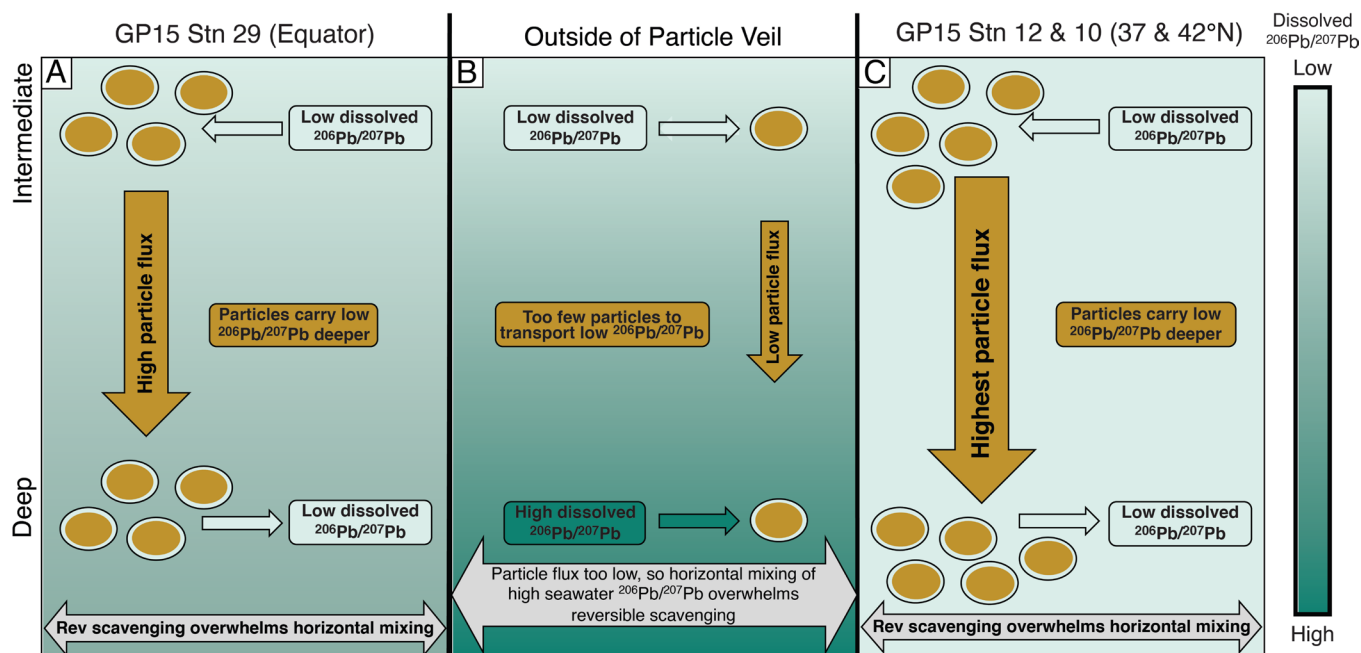 GP15 Stn 29 (Equator)
Outside of Particle Veil
GP15 Stn 12 & 10 (37 & 42°N)
Dissolved
²⁰⁶Pb/²⁰⁷Pb
Low
High
Intermediate
Deep
A
Low dissolved
²⁰⁶Pb/²⁰⁷Pb
High particle flux
Particles carry low
²⁰⁶Pb/²⁰⁷Pb deeper
Low dissolved
²⁰⁶Pb/²⁰⁷Pb
Rev scavenging overwhelms horizontal mixing
B
Low dissolved
²⁰⁶Pb/²⁰⁷Pb
Low particle flux
Too few particles to
transport low ²⁰⁶Pb/²⁰⁷Pb
High dissolved
²⁰⁶Pb/²⁰⁷Pb
Particle flux too low, so horizontal mixing of
high seawater ²⁰⁶Pb/²⁰⁷Pb overwhelms
reversible scavenging
C
Low dissolved
²⁰⁶Pb/²⁰⁷Pb
Highest particle flux
Particles carry low
²⁰⁶Pb/²⁰⁷Pb deeper
Low dissolved
²⁰⁶Pb/²⁰⁷Pb
Rev scavenging overwhelms horizontal mixing